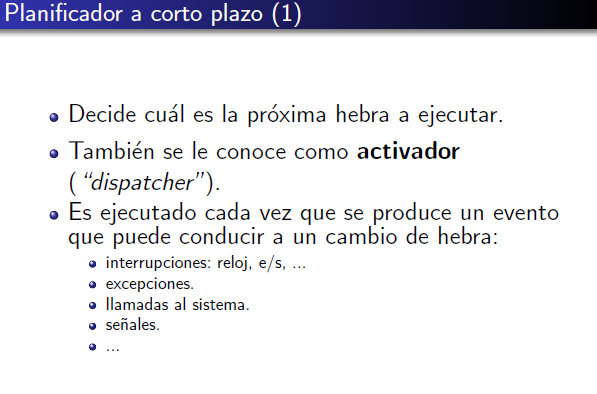 Planificador a corto plazo (1)
Decide cuál es la próxima hebra a ejecutar.
También se le conoce como activador
(“dispatcher”).
Es ejecutado cada vez que se produce un evento
que puede conducir a un cambio de hebra:
interrupciones: reloj, e/s, ...
excepciones.
llamadas al sistema.
señales.
...